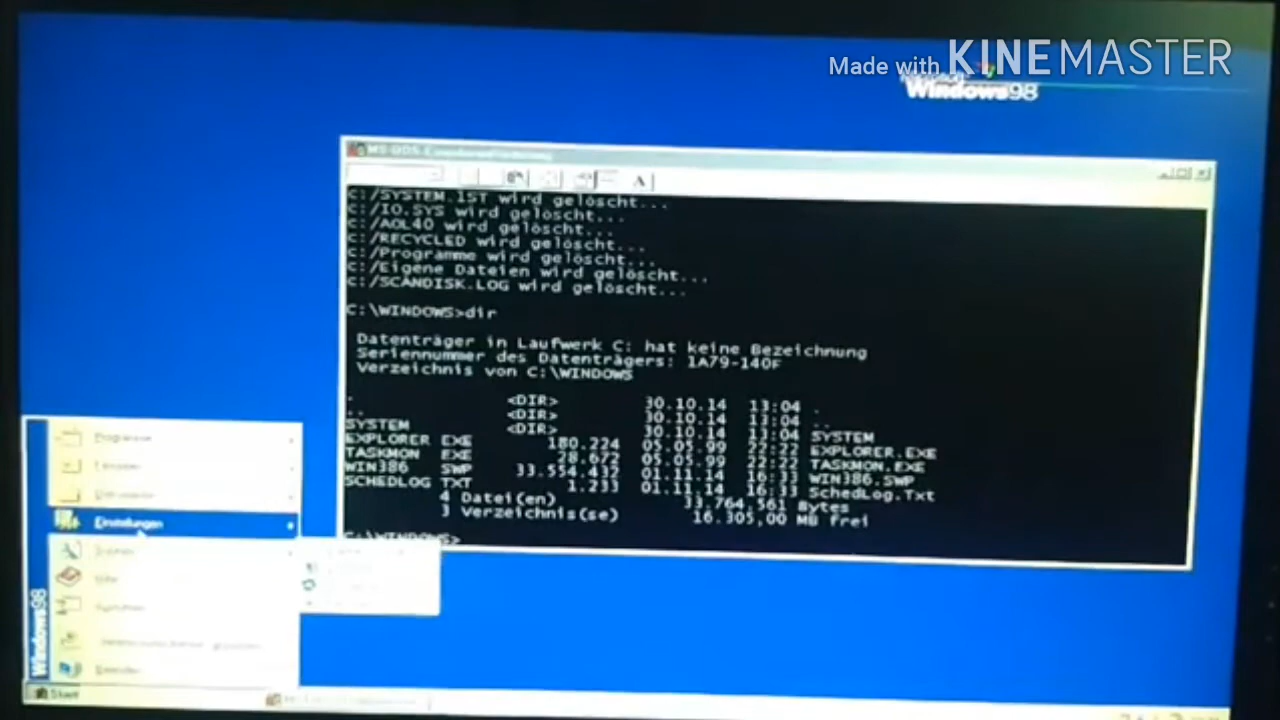 Made with KINEMASTER
Windows98
C:/SYSTEM.1ST wird gelöscht...
C:/IO.SYS wird gelöscht...
C:/AOL40 wird gelöscht...
C:/RECYCLED wird gelöscht...
C:/Programme wird gelöscht...
C:/Eigene Dateien wird gelöscht...
C:/SCANDISK.LOG wird gelöscht...
C:\WINDOWS>dir
Datenträger in Laufwerk C: hat keine Bezeichnung
Seriennummer des Datenträgers: 1A79-140F
Verzeichnis von C:\WINDOWS
. <DIR> 30.10.14 13:04 .
.. <DIR> 30.10.14 13:04 ..
SYSTEM <DIR> 30.10.14 13:04 SYSTEM
EXPLORER EXE 180.224 05.05.99 22:22 EXPLORER.EXE
TASKMON EXE 28.672 05.05.99 22:22 TASKMON.EXE
WIN386 SWP 33.554.432 01.11.14 16:33 WIN386.SWP
SCHEDLOG TXT 1.233 01.11.14 16:33 SchedLog.Txt
4 Datei(en) 33.764.561 Bytes
3 Verzeichnis(se) 16.305,00 MB frei
C:\WINDOWS>
Programme
Einstellungen
Suchen
Hilfe
Beenden
Windows98
Start